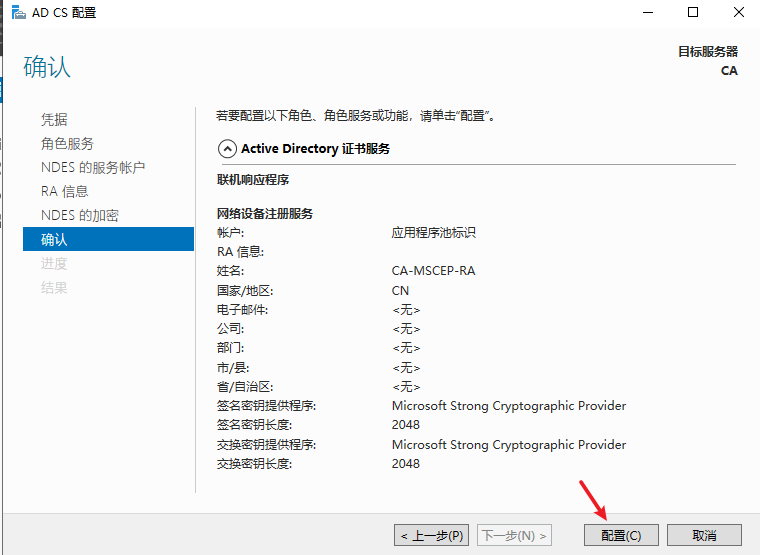 AD CS 配置
确认
目标服务器
CA
凭据
角色服务
NDES 的服务帐户
RA 信息
NDES 的加密
确认
进度
结果
若要配置以下角色、角色服务或功能，请单击“配置”。
Active Directory 证书服务
联机响应程序
网络设备注册服务
帐户: 应用程序池标识
RA 信息:
姓名: CA-MSCEP-RA
国家/地区: CN
电子邮件: <无>
公司: <无>
部门: <无>
市/县: <无>
省/自治区: <无>
签名密钥提供程序: Microsoft Strong Cryptographic Provider
签名密钥长度: 2048
交换密钥提供程序: Microsoft Strong Cryptographic Provider
交换密钥长度: 2048
< 上一步(P) 下一步(N) > 配置(C) 取消